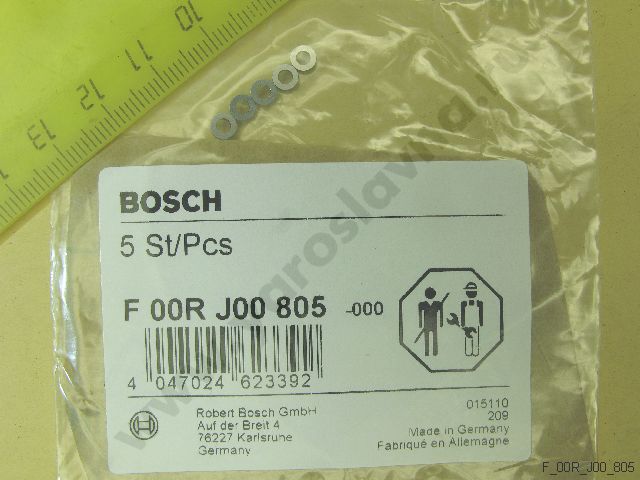 10
11
12
13
BOSCH
5 St/Pcs
F 00R J00 805 -000
4 047024 623392
Robert Bosch GmbH
Auf der Breit 4
76227 Karlsruhe
Germany
015110
209
Made in Germany
Fabriqué en Allemagne
F_00R_J00_805